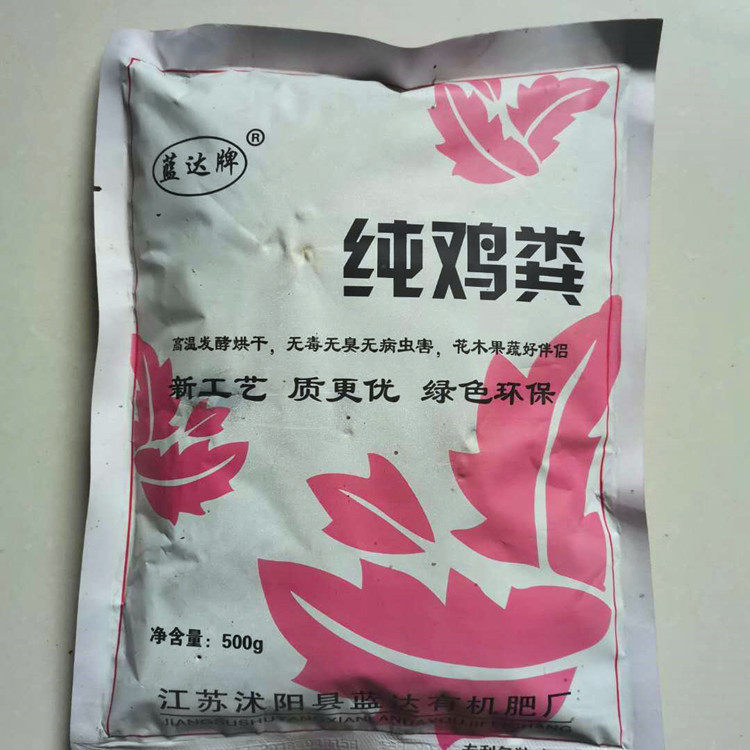 蓝达牌®
纯鸡粪
高温发酵烘干，无毒无臭无病虫害，花木果蔬好伴侣
新工艺 质更优 绿色环保
净含量：500g
江苏沭阳县蓝达有机肥厂